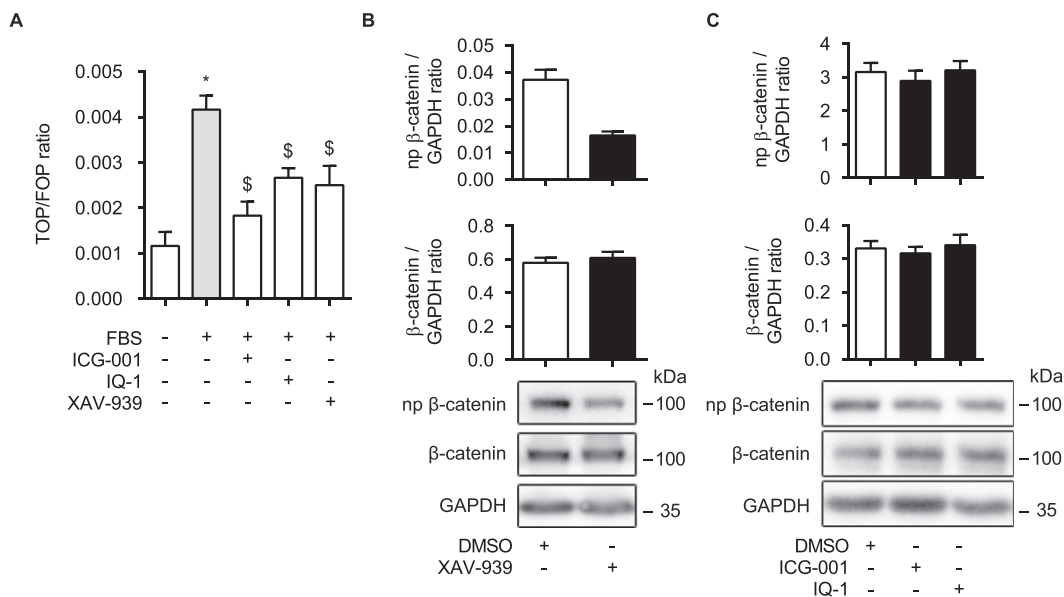 A
TOP/FOP ratio
0.005
0.004
0.003
0.002
0.001
0.000
*
$
$
$
FBS - + + + +
ICG-001 - - + - -
IQ-1 - - - + -
XAV-939 - - - - +
B
np β-catenin /
GAPDH ratio
0.05
0.04
0.03
0.02
0.01
0.00
β-catenin /
GAPDH ratio
0.8
0.6
0.4
0.2
0.0
kDa
np β-catenin – 100
β-catenin – 100
GAPDH – 35
DMSO + -
XAV-939 - +
C
np β-catenin /
GAPDH ratio
4
3
2
1
0
β-catenin /
GAPDH ratio
0.4
0.3
0.2
0.1
0.0
kDa
np β-catenin – 100
β-catenin – 100
GAPDH – 35
DMSO + - -
ICG-001 - + -
IQ-1 - - +